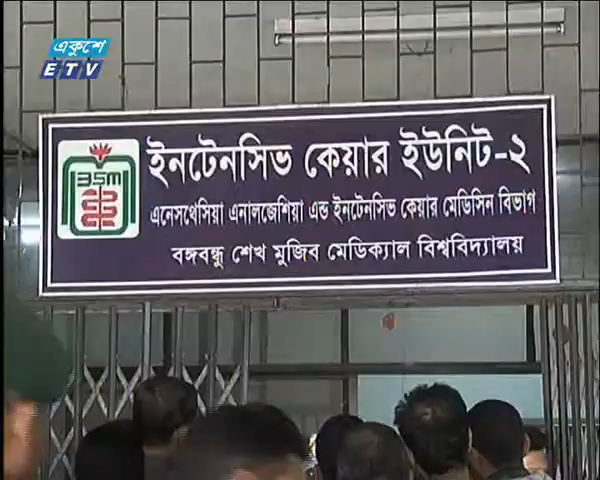 একুশে
ETV
ইনটেনসিভ কেয়ার ইউনিট-২
এনেসথেসিয়া এনালজেশিয়া এন্ড ইনটেনসিভ কেয়ার মেডিসিন বিভাগ
বঙ্গবন্ধু শেখ মুজিব মেডিক্যাল বিশ্ববিদ্যালয়